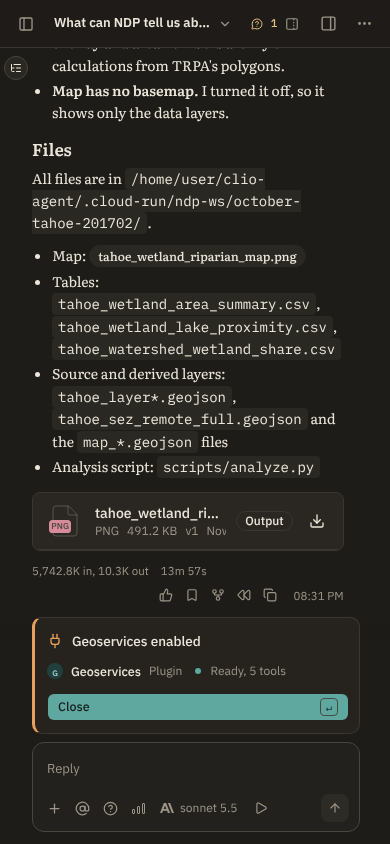 What can NDP tell us ab...
1
calculations from TRPA's polygons.
Map has no basemap. I turned it off, so it
shows only the data layers.
Files
All files are in /home/user/clio-
agent/.cloud-run/ndp-ws/october-
tahoe-201702/ .
Map: tahoe_wetland_riparian_map.png
Tables:
tahoe_wetland_area_summary.csv ,
tahoe_wetland_lake_proximity.csv ,
tahoe_watershed_wetland_share.csv
Source and derived layers:
tahoe_layer*.geojson ,
tahoe_sez_remote_full.geojson and
the map_*.geojson files
Analysis script: scripts/analyze.py
PNG
tahoe_wetland_ri...
PNG 491.2 KB v1 Nov
Output
5,742.8K in, 10.3K out 13m 57s
08:31 PM
Geoservices enabled
G Geoservices Plugin Ready, 5 tools
Close
Reply
sonnet 5.5